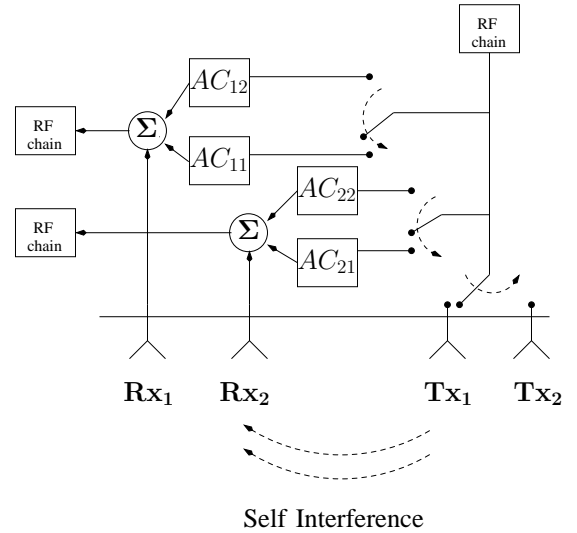 RF
chain
AC₁₂
RF
chain
Σ
AC₁₁
AC₂₂
RF
chain
Σ
AC₂₁
Rx₁ Rx₂ Tx₁ Tx₂
Self Interference